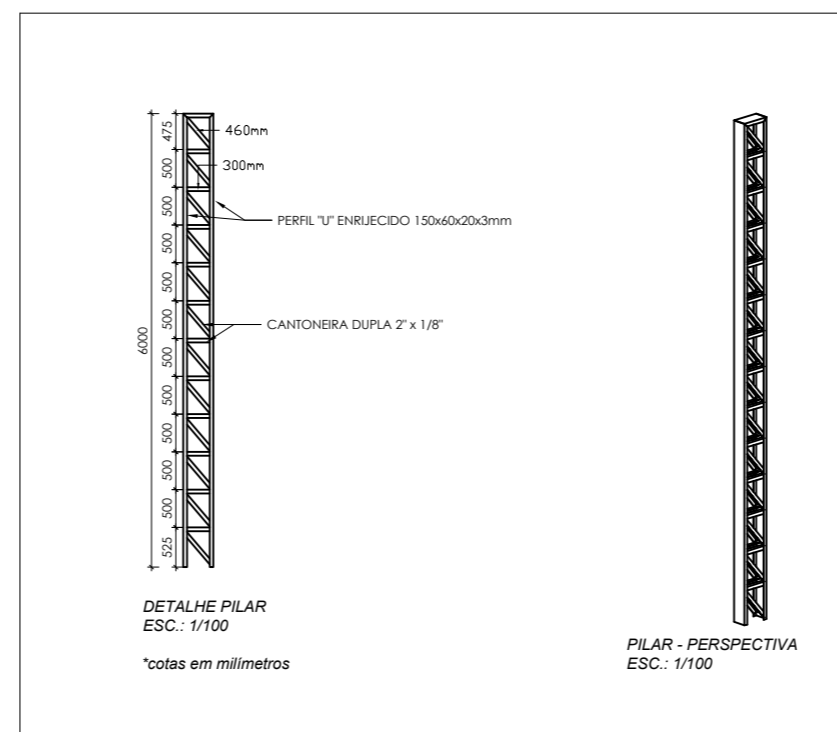 475
460mm
500
300mm
500
PERFIL "U" ENRIJECIDO 150x60x20x3mm
500
500
500
CANTONEIRA DUPLA 2" x 1/8"
6000
500
500
500
500
500
525
DETALHE PILAR
ESC.: 1/100
*cotas em milímetros
PILAR - PERSPECTIVA
ESC.: 1/100